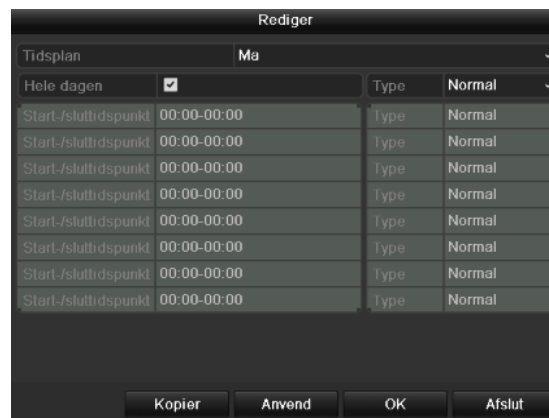 Rediger
Tidsplan Ma
Hele dagen Type Normal
Start-/sluttidspunkt 00:00-00:00 Type Normal
Start-/sluttidspunkt 00:00-00:00 Type Normal
Start-/sluttidspunkt 00:00-00:00 Type Normal
Start-/sluttidspunkt 00:00-00:00 Type Normal
Start-/sluttidspunkt 00:00-00:00 Type Normal
Start-/sluttidspunkt 00:00-00:00 Type Normal
Start-/sluttidspunkt 00:00-00:00 Type Normal
Start-/sluttidspunkt 00:00-00:00 Type Normal
Kopier Anvend OK Afslut